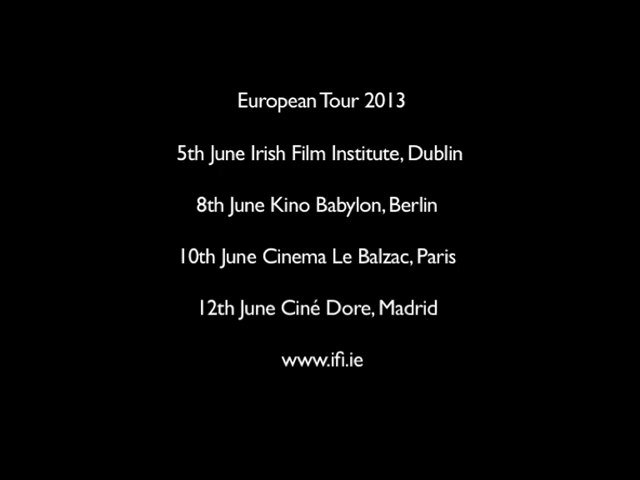 European Tour 2013
5th June Irish Film Institute, Dublin
8th June Kino Babylon, Berlin
10th June Cinema Le Balzac, Paris
12th June Ciné Dore, Madrid
www.ifi.ie